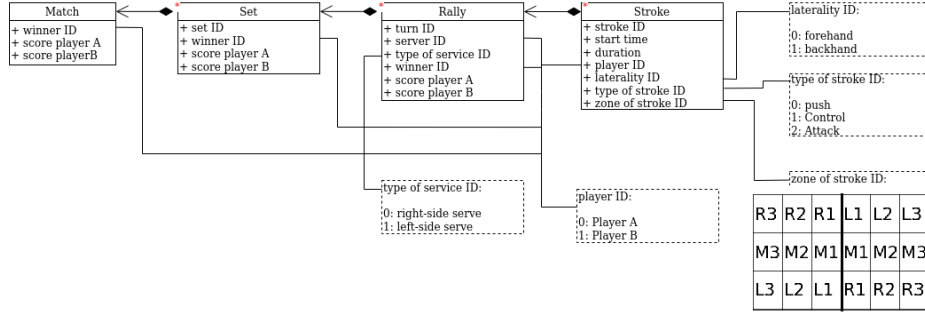 Match
+ winner ID
+ score player A
+ score playerB
*
Set
+ set ID
+ winner ID
+ score player A
+ score player B
*
Rally
+ turn ID
+ server ID
+ type of service ID
+ winner ID
+ score player A
+ score player B
*
Stroke
+ stroke ID
+ start time
+ duration
+ player ID
+ laterality ID
+ type of stroke ID
+ zone of stroke ID
laterality ID:
0: forehand
1: backhand
type of stroke ID:
0: push
1: Control
2: Attack
type of service ID:
0: right-side serve
1: left-side serve
player ID:
0: Player A
1: Player B
zone of stroke ID:
R3 R2 R1 L1 L2 L3
M3 M2 M1 M1 M2 M3
L3 L2 L1 R1 R2 R3